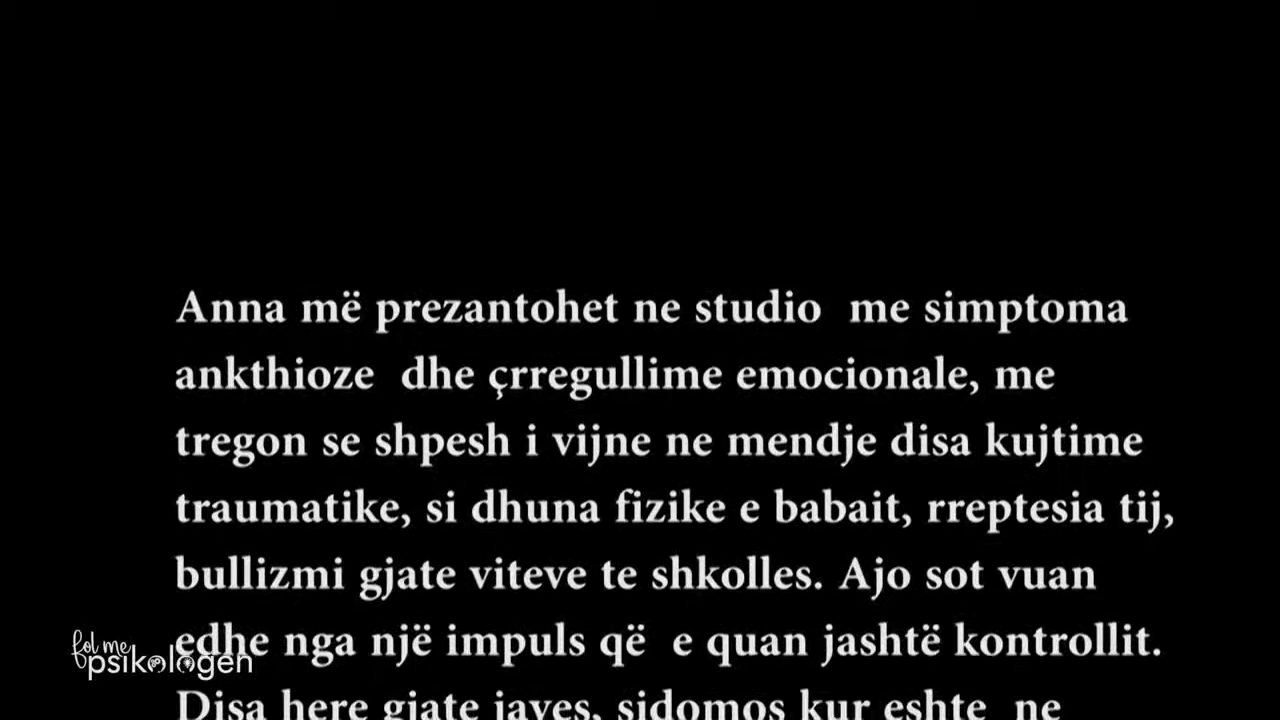 Anna më prezantohet ne studio me simptoma
ankthioze dhe çrregullime emocionale, me
tregon se shpesh i vijne ne mendje disa kujtime
traumatike, si dhuna fizike e babait, rreptesia tij,
bullizmi gjate viteve te shkolles. Ajo sot vuan
edhe nga një impuls që e quan jashtë kontrollit.
fol me
psikologen
Disa here gjate javes, sidomos kur eshte ne